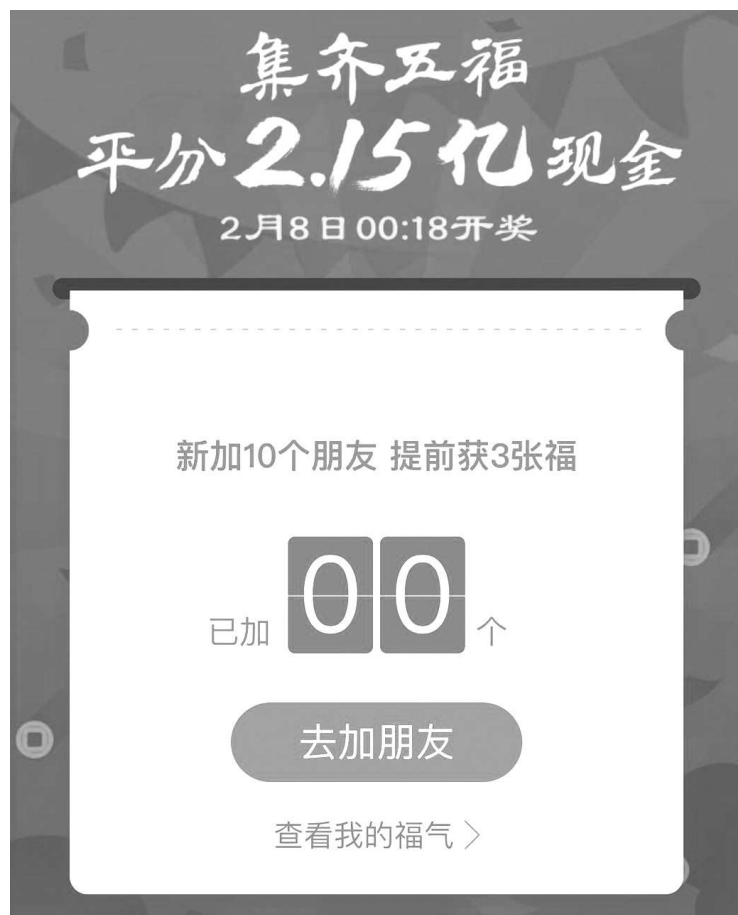 集齐五福
平分2.15亿现金
2月8日00:18开奖
新加10个朋友 提前获3张福
已加 00 个
去加朋友
查看我的福气 >